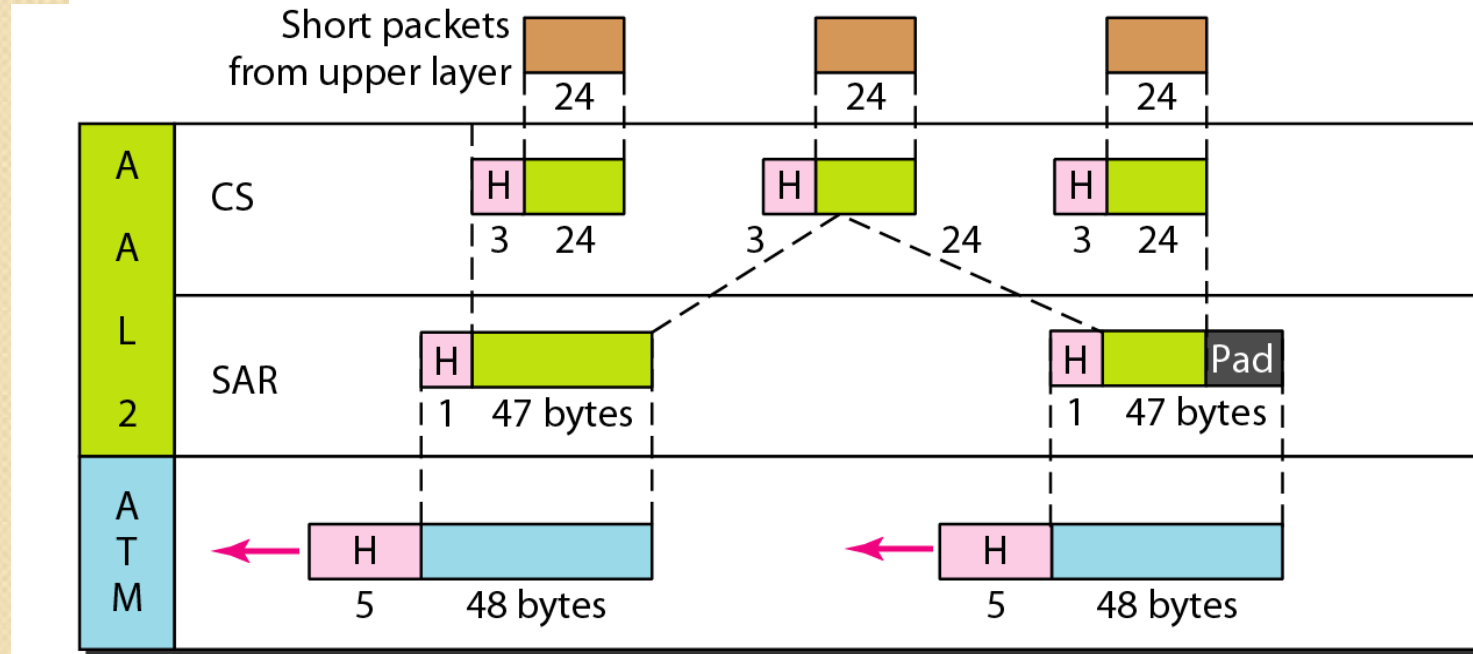 Short packets
from upper layer
24 24 24
A
A
L
2
CS
H H H
3 24 3 24 3 24
SAR
H H Pad
1 47 bytes 1 47 bytes
A
T
M
H H
5 48 bytes 5 48 bytes